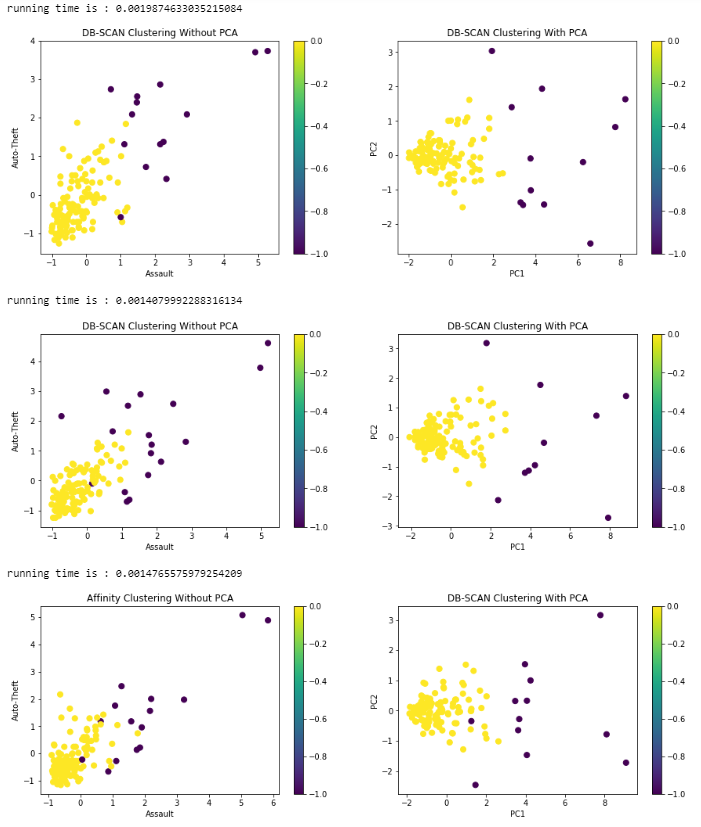 running time is : 0.0019874633035215084
DB-SCAN Clustering Without PCA
4
3
2
1
0
−1
Auto-Theft
−1 0 1 2 3 4 5
Assault
0.0
−0.2
−0.4
−0.6
−0.8
−1.0
DB-SCAN Clustering With PCA
3
2
1
0
−1
−2
PC2
−2 0 2 4 6 8
PC1
0.0
−0.2
−0.4
−0.6
−0.8
−1.0
running time is : 0.0014079992288316134
DB-SCAN Clustering Without PCA
4
3
2
1
0
−1
Auto-Theft
−1 0 1 2 3 4 5
Assault
0.0
−0.2
−0.4
−0.6
−0.8
−1.0
DB-SCAN Clustering With PCA
3
2
1
0
−1
−2
−3
PC2
−2 0 2 4 6 8
PC1
0.0
−0.2
−0.4
−0.6
−0.8
−1.0
running time is : 0.0014765575979254209
Affinity Clustering Without PCA
5
4
3
2
1
0
−1
Auto-Theft
−1 0 1 2 3 4 5 6
Assault
0.0
−0.2
−0.4
−0.6
−0.8
−1.0
DB-SCAN Clustering With PCA
3
2
1
0
−1
−2
PC2
−2 0 2 4 6 8
PC1
0.0
−0.2
−0.4
−0.6
−0.8
−1.0